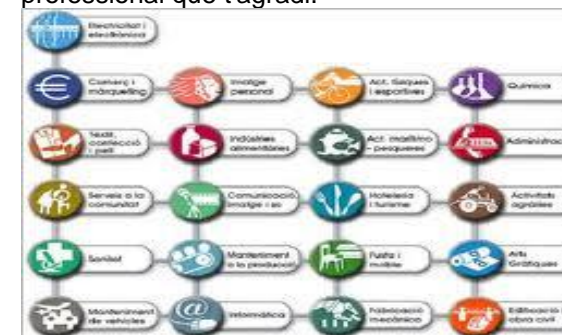 professional que t'agradi.
Electricitat i
electrònica
Comerç i
màrqueting
Imatge
personal
Act. físiques
i esportives
Química
Tèxtil,
confecció
i pell
Indústries
alimentàries
Act. marítimo
- pesqueres
Administrac
Serveis a la
comunitat
Comunicació,
imatge i so
Hoteleria
i turisme
Activitats
agràries
Sanitat
Manteniment
a la producció
Fusta i
moble
Arts
Gràfiques
Manteniment
de vehicles
Informàtica
Fabricació
mecànica
Edificació i
obra civil